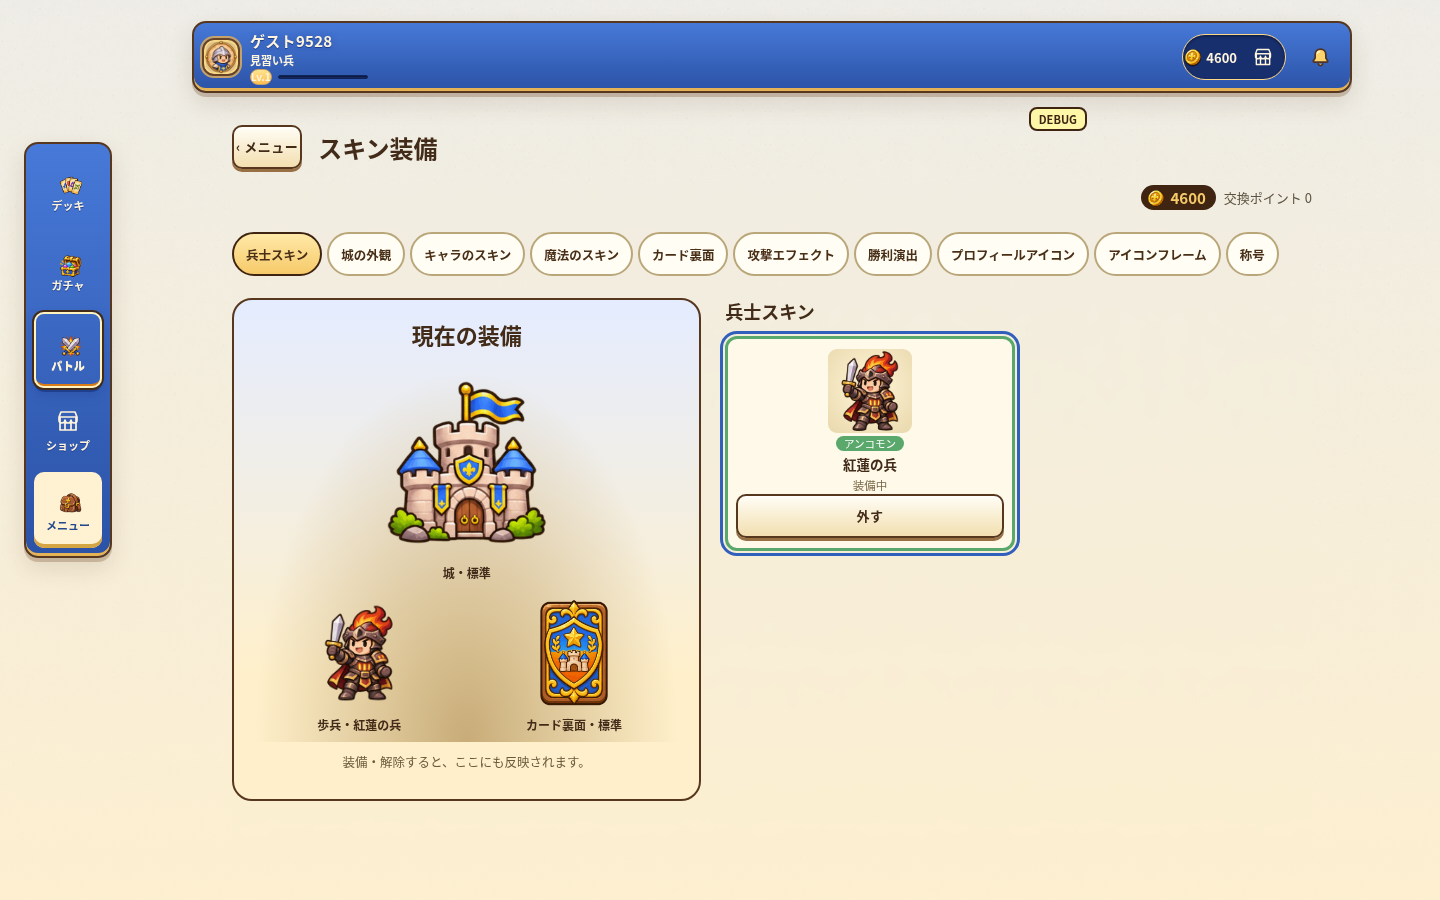 ゲスト9528
見習い兵
Lv.1
4600
DEBUG
‹ メニュー
スキン装備
4600
交換ポイント 0
デッキ
ガチャ
バトル
ショップ
メニュー
兵士スキン
城の外観
キャラのスキン
魔法のスキン
カード裏面
攻撃エフェクト
勝利演出
プロフィールアイコン
アイコンフレーム
称号
現在の装備
城・標準
歩兵・紅蓮の兵
カード裏面・標準
装備・解除すると、ここにも反映されます。
兵士スキン
アンコモン
紅蓮の兵
装備中
外す